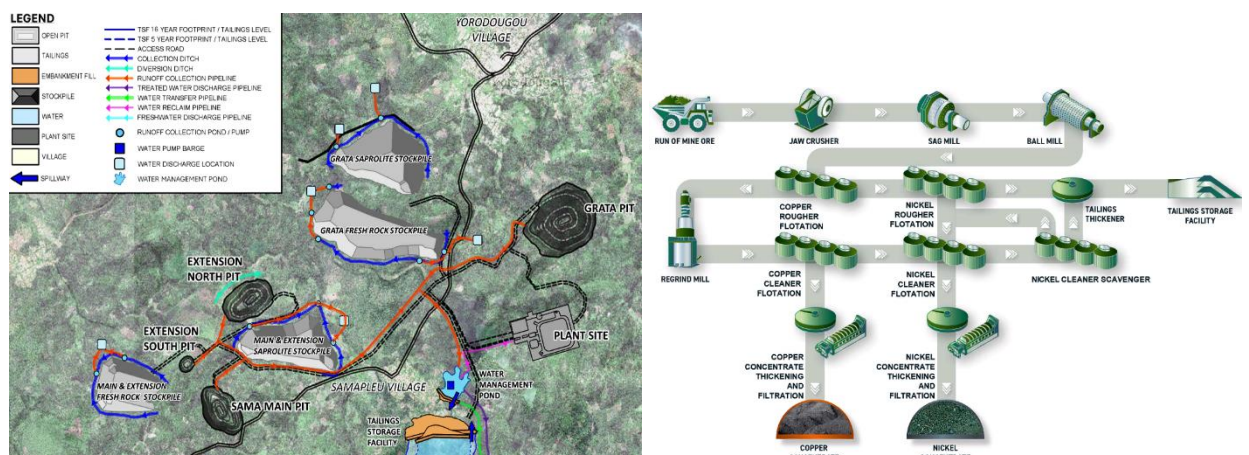 LEGEND
OPEN PIT
TAILINGS
EMBANKMENT FILL
STOCKPILE
WATER
PLANT SITE
VILLAGE
SPILLWAY
TSF 16 YEAR FOOTPRINT / TAILINGS LEVEL
TSF 5 YEAR FOOTPRINT / TAILINGS LEVEL
ACCESS ROAD
COLLECTION DITCH
DIVERSION DITCH
RUNOFF COLLECTION PIPELINE
TREATED WATER DISCHARGE PIPELINE
WATER TRANSFER PIPELINE
WATER RECLAIM PIPELINE
FRESHWATER DISCHARGE PIPELINE
RUNOFF COLLECTION POND / PUMP
WATER PUMP BARGE
WATER DISCHARGE LOCATION
WATER MANAGEMENT POND
YORODOUGOU
VILLAGE
GRATA SAPROLITE STOCKPILE
GRATA PIT
GRATA FRESH ROCK STOCKPILE
EXTENSION
NORTH PIT
EXTENSION
SOUTH PIT
MAIN & EXTENSION
SAPROLITE STOCKPILE
PLANT SITE
MAIN & EXTENSION
FRESH ROCK STOCKPILE
SAMA MAIN PIT
SAMAPLEU VILLAGE
WATER
MANAGEMENT
POND
TAILINGS
STORAGE
FACILITY
RUN OF MINE ORE
JAW CRUSHER
SAG MILL
BALL MILL
COPPER
ROUGHER
FLOTATION
NICKEL
ROUGHER
FLOTATION
TAILINGS
THICKENER
TAILINGS STORAGE
FACILITY
REGRIND MILL
COPPER
CLEANER
FLOTATION
NICKEL
CLEANER
FLOTATION
NICKEL CLEANER SCAVENGER
COPPER
CONCENTRATE
THICKENING
AND
FILTRATION
NICKEL
CONCENTRATE
THICKENING
AND
FILTRATION
COPPER
NICKEL